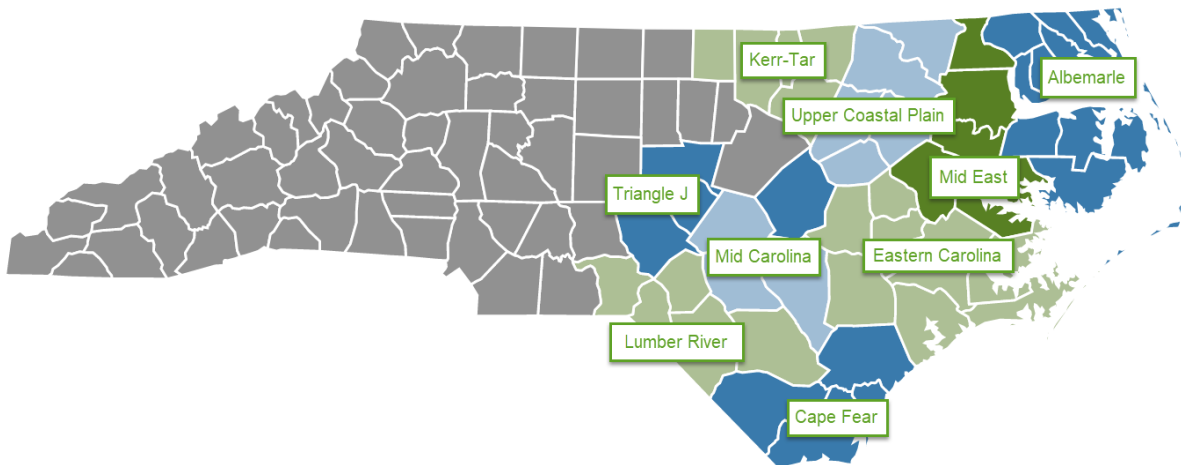 Kerr-Tar
Albemarle
Upper Coastal Plain
Mid East
Triangle J
Mid Carolina
Eastern Carolina
Lumber River
Cape Fear